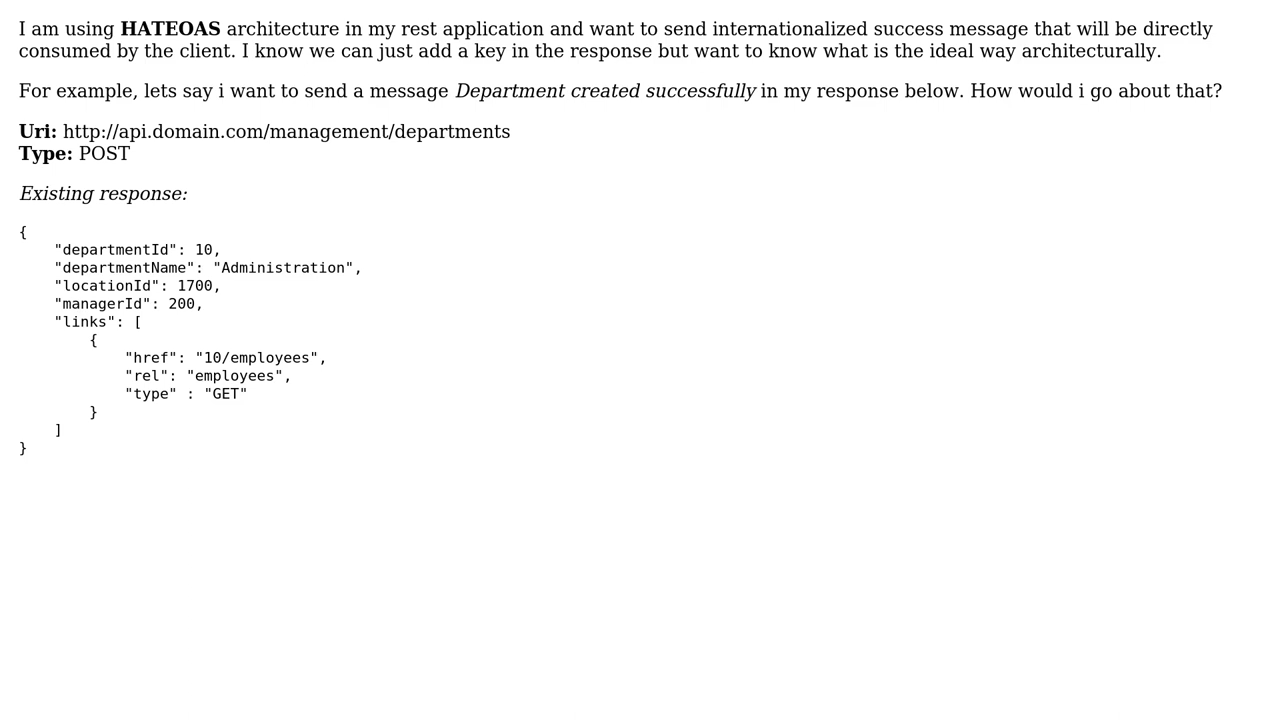 I am using HATEOAS architecture in my rest application and want to send internationalized success message that will be directly
consumed by the client. I know we can just add a key in the response but want to know what is the ideal way architecturally.
For example, lets say i want to send a message Department created successfully in my response below. How would i go about that?
Uri: http://api.domain.com/management/departments
Type: POST
Existing response:
{
    "departmentId": 10,
    "departmentName": "Administration",
    "locationId": 1700,
    "managerId": 200,
    "links": [
        {
            "href": "10/employees",
            "rel": "employees",
            "type" : "GET"
        }
    ]
}